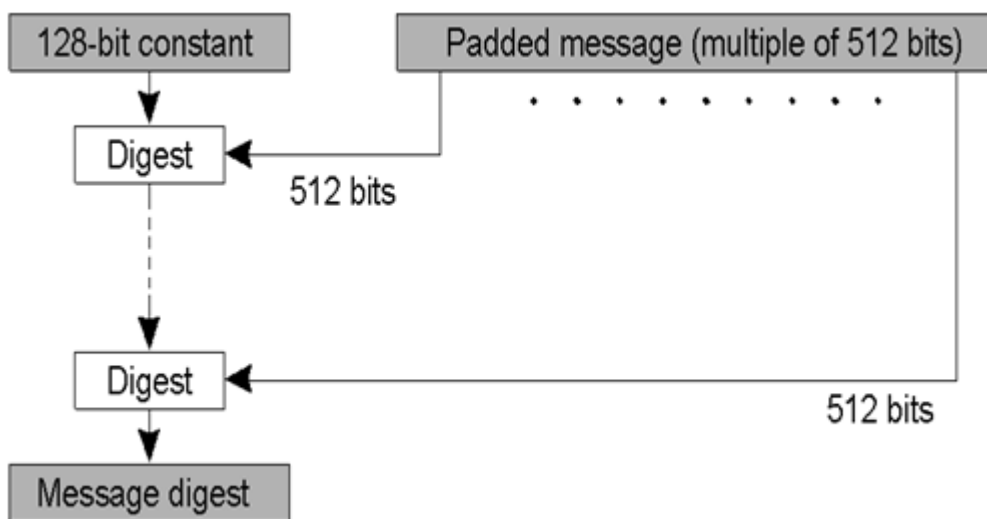 128-bit constant
Padded message (multiple of 512 bits)
Digest
512 bits
Digest
512 bits
Message digest